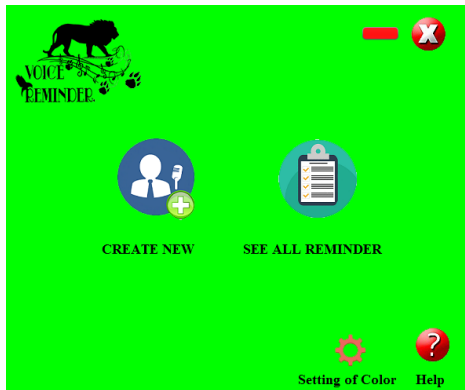 VOICE
REMINDER
X
CREATE NEW
SEE ALL REMINDER
?
Setting of Color
Help